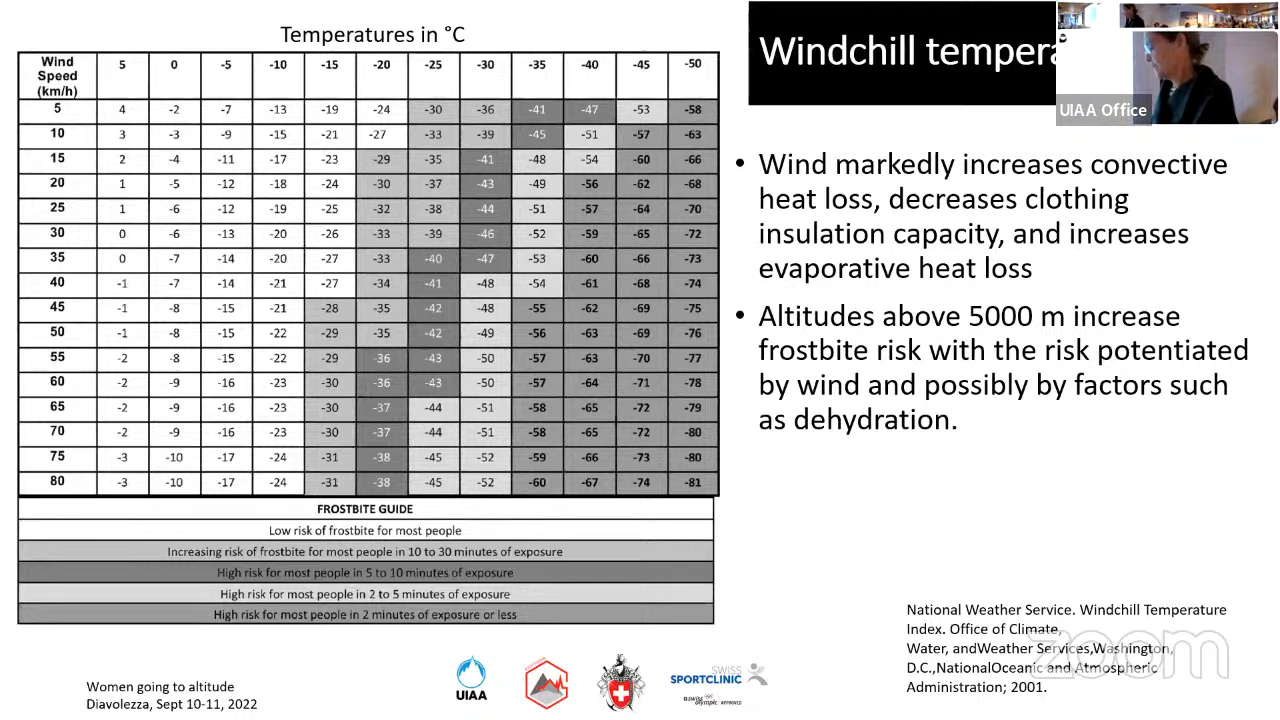 Temperatures in °C
Wind Speed (km/h) 5 0 -5 -10 -15 -20 -25 -30 -35 -40 -45 -50
5 4 -2 -7 -13 -19 -24 -30 -36 -41 -47 -53 -58
10 3 -3 -9 -15 -21 -27 -33 -39 -45 -51 -57 -63
15 2 -4 -11 -17 -23 -29 -35 -41 -48 -54 -60 -66
20 1 -5 -12 -18 -24 -30 -37 -43 -49 -56 -62 -68
25 1 -6 -12 -19 -25 -32 -38 -44 -51 -57 -64 -70
30 0 -6 -13 -20 -26 -33 -39 -46 -52 -59 -65 -72
35 0 -7 -14 -20 -27 -33 -40 -47 -53 -60 -66 -73
40 -1 -7 -14 -21 -27 -34 -41 -48 -54 -61 -68 -74
45 -1 -8 -15 -21 -28 -35 -42 -48 -55 -62 -69 -75
50 -1 -8 -15 -22 -29 -35 -42 -49 -56 -63 -69 -76
55 -2 -8 -15 -22 -29 -36 -43 -50 -57 -63 -70 -77
60 -2 -9 -16 -23 -30 -36 -43 -50 -57 -64 -71 -78
65 -2 -9 -16 -23 -30 -37 -44 -51 -58 -65 -72 -79
70 -2 -9 -16 -23 -30 -37 -44 -51 -58 -65 -72 -80
75 -3 -10 -17 -24 -31 -38 -45 -52 -59 -66 -73 -80
80 -3 -10 -17 -24 -31 -38 -45 -52 -60 -67 -74 -81
FROSTBITE GUIDE
Low risk of frostbite for most people
Increasing risk of frostbite for most people in 10 to 30 minutes of exposure
High risk for most people in 5 to 10 minutes of exposure
High risk for most people in 2 to 5 minutes of exposure
High risk for most people in 2 minutes of exposure or less
Windchill tempera
UIAA Office
• Wind markedly increases convective
heat loss, decreases clothing
insulation capacity, and increases
evaporative heat loss
• Altitudes above 5000 m increase
frostbite risk with the risk potentiated
by wind and possibly by factors such
as dehydration.
National Weather Service. Windchill Temperature
Index. Office of Climate,
Water, andWeather Services,Washington,
D.C.,NationalOceanic and Atmospheric
Administration; 2001.
zoom
Women going to altitude
Diavolezza, Sept 10-11, 2022
UIAA
SWISS
SPORTCLINIC
SWISS Olympic APPROVED